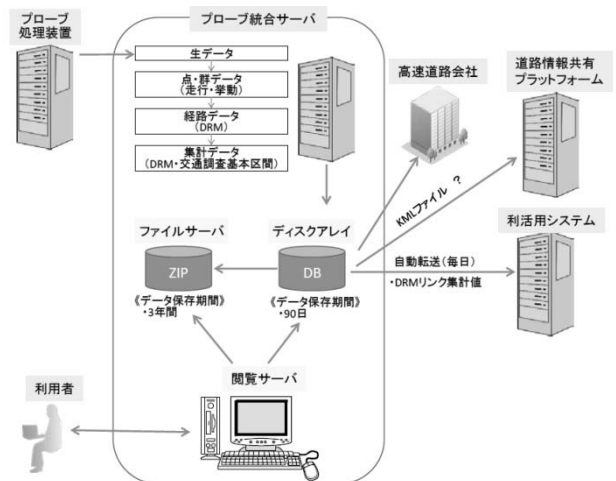 プローブ
処理装置
プローブ統合サーバ
生データ
点・群データ
(走行・挙動)
経路データ
(DRM)
集計データ
(DRM・交通調査基本区間)
高速道路会社
道路情報共有
プラットフォーム
KMLファイル ?
ファイルサーバ
ディスクアレイ
利活用システム
ZIP
DB
自動転送(毎日)
・DRMリンク集計値
《データ保存期間》
・3年間
《データ保存期間》
・90日
閲覧サーバ
利用者